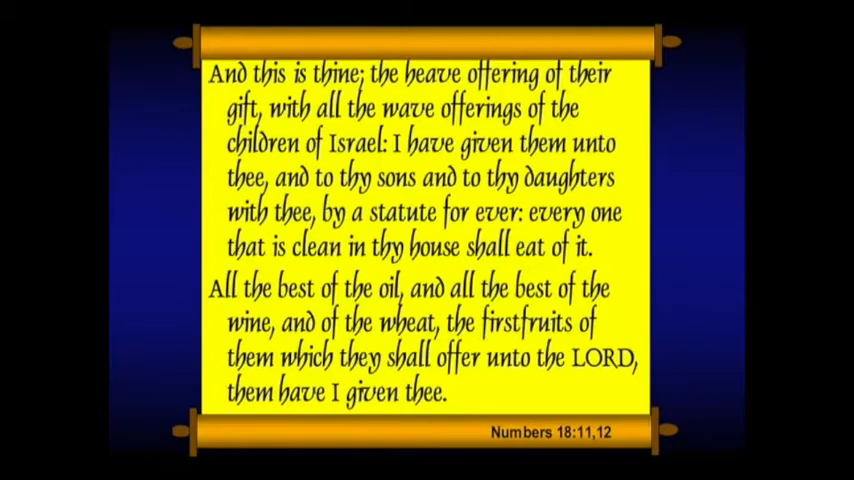 And this is thine; the heave offering of their
gift, with all the wave offerings of the
children of Israel: I have given them unto
thee, and to thy sons and to thy daughters
with thee, by a statute for ever: every one
that is clean in thy house shall eat of it.
All the best of the oil, and all the best of the
wine, and of the wheat, the firstfruits of
them which they shall offer unto the LORD,
them have I given thee.
Numbers 18:11,12